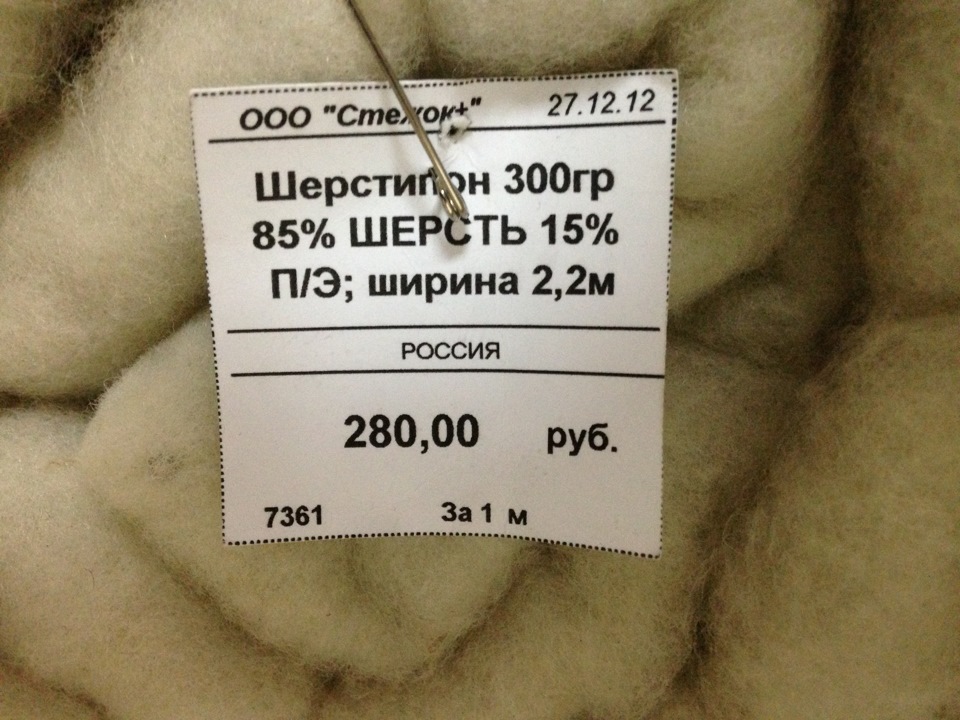 ООО "Стежок+" 27.12.12
Шерстипон 300гр
85% ШЕРСТЬ 15%
П/Э; ширина 2,2м
РОССИЯ
280,00 руб.
7361 За 1 м